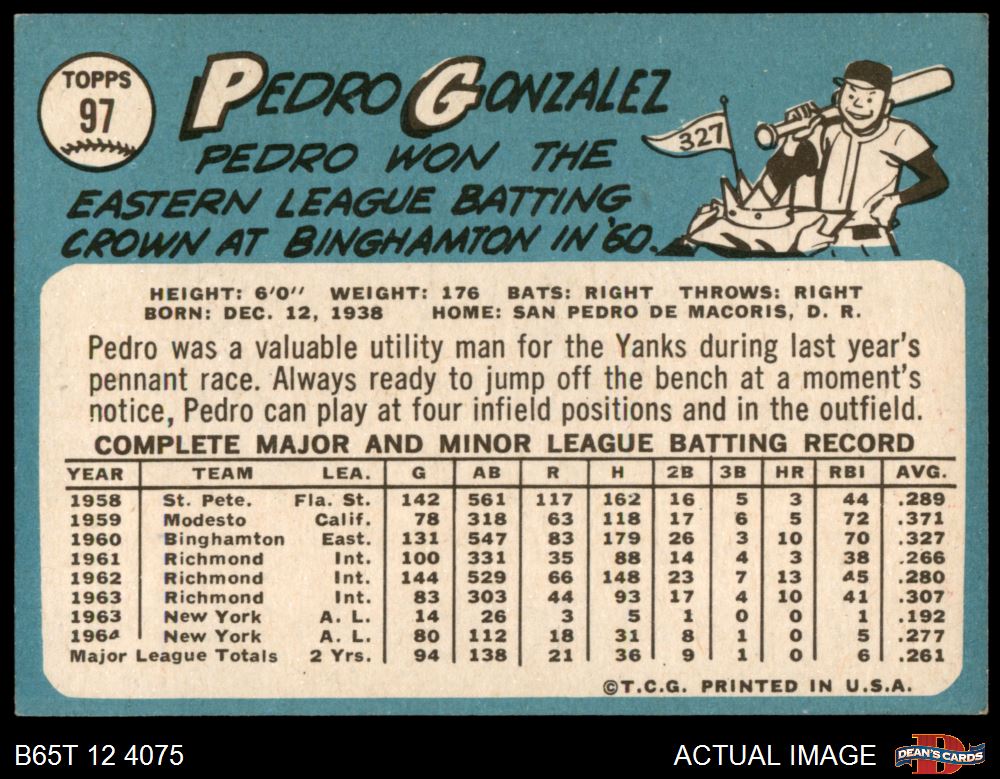 TOPPS
97
PEDRO GONZALEZ
PEDRO WON THE
EASTERN LEAGUE BATTING
CROWN AT BINGHAMTON IN '60.
327
HEIGHT: 6'0" WEIGHT: 176 BATS: RIGHT THROWS: RIGHT
BORN: DEC. 12, 1938 HOME: SAN PEDRO DE MACORIS, D. R.
Pedro was a valuable utility man for the Yanks during last year's
pennant race. Always ready to jump off the bench at a moment's
notice, Pedro can play at four infield positions and in the outfield.
COMPLETE MAJOR AND MINOR LEAGUE BATTING RECORD
YEAR TEAM LEA. G AB R H 2B 3B HR RBI AVG.
1958 St. Pete. Fla. St. 142 561 117 162 16 5 3 44 .289
1959 Modesto Calif. 78 318 63 118 17 6 5 72 .371
1960 Binghamton East. 131 547 83 179 26 3 10 70 .327
1961 Richmond Int. 100 331 35 88 14 4 3 38 .266
1962 Richmond Int. 144 529 66 148 23 7 13 45 .280
1963 Richmond Int. 83 303 44 93 17 4 10 41 .307
1963 New York A. L. 14 26 3 5 1 0 0 1 .192
1964 New York A. L. 80 112 18 31 8 1 0 5 .277
Major League Totals 2 Yrs. 94 138 21 36 9 1 0 6 .261
©T.C.G. PRINTED IN U.S.A.
B65T 12 4075
ACTUAL IMAGE
DEAN'S CARDS